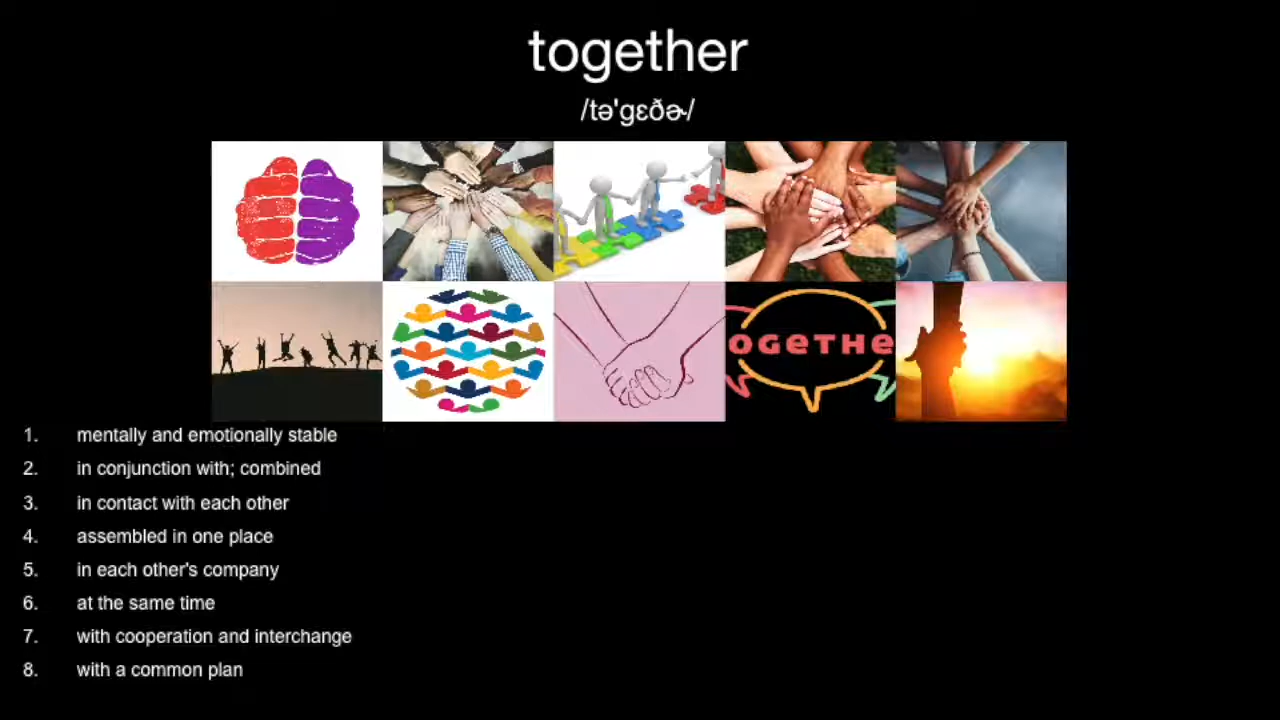 together
/tə'gɛðɚ/
OGETHE
1. mentally and emotionally stable
2. in conjunction with; combined
3. in contact with each other
4. assembled in one place
5. in each other's company
6. at the same time
7. with cooperation and interchange
8. with a common plan